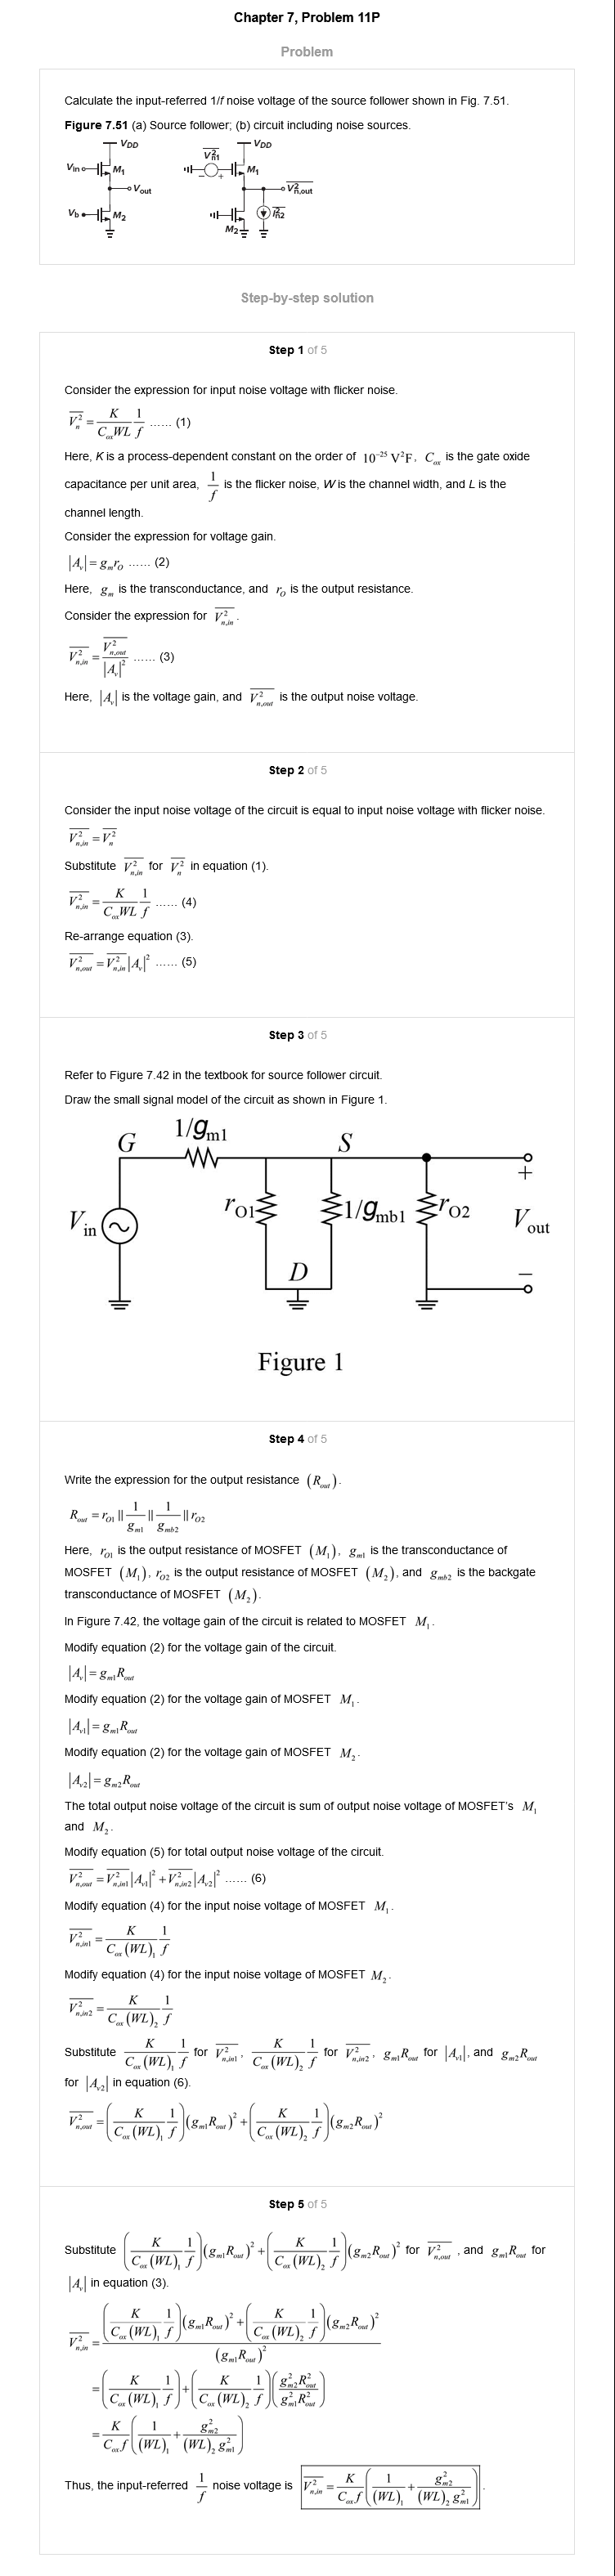 Chapter 7, Problem 11P
Problem
Calculate the input-referred 1/f noise voltage of the source follower shown in Fig. 7.51.
Figure 7.51 (a) Source follower; (b) circuit including noise sources.
V_DD V_DD
V_in M_1 \overline{V_{n1}^2} M_1
V_out \overline{V_{n,out}^2}
V_b M_2 M_2 \overline{I_{n2}^2}
Step-by-step solution
Step 1 of 5
Consider the expression for input noise voltage with flicker noise.
\overline{V_n^2} = \frac{K}{C_{ox}WL} \frac{1}{f} ...... (1)
Here, K is a process-dependent constant on the order of 10^{-25} V^2F, C_{ox} is the gate oxide
capacitance per unit area, \frac{1}{f} is the flicker noise, W is the channel width, and L is the
channel length.
Consider the expression for voltage gain.
|A_v| = g_m r_O ...... (2)
Here, g_m is the transconductance, and r_O is the output resistance.
Consider the expression for \overline{V_{n,in}^2}.
\overline{V_{n,in}^2} = \frac{\overline{V_{n,out}^2}}{|A_v|^2} ...... (3)
Here, |A_v| is the voltage gain, and \overline{V_{n,out}^2} is the output noise voltage.
Step 2 of 5
Consider the input noise voltage of the circuit is equal to input noise voltage with flicker noise.
\overline{V_{n,in}^2} = \overline{V_n^2}
Substitute \overline{V_{n,in}^2} for \overline{V_n^2} in equation (1).
\overline{V_{n,in}^2} = \frac{K}{C_{ox}WL} \frac{1}{f} ...... (4)
Re-arrange equation (3).
\overline{V_{n,out}^2} = \overline{V_{n,in}^2} |A_v|^2 ...... (5)
Step 3 of 5
Refer to Figure 7.42 in the textbook for source follower circuit.
Draw the small signal model of the circuit as shown in Figure 1.
G 1/g_{m1} S
V_in r_{O1} 1/g_{mb1} r_{O2} + V_out −
D
Figure 1
Step 4 of 5
Write the expression for the output resistance (R_{out}).
R_{out} = r_{O1} || \frac{1}{g_{m1}} || \frac{1}{g_{mb2}} || r_{O2}
Here, r_{O1} is the output resistance of MOSFET (M_1), g_{m1} is the transconductance of
MOSFET (M_1), r_{O2} is the output resistance of MOSFET (M_2), and g_{mb2} is the backgate
transconductance of MOSFET (M_2).
In Figure 7.42, the voltage gain of the circuit is related to MOSFET M_1.
Modify equation (2) for the voltage gain of the circuit.
|A_v| = g_{m1}R_{out}
Modify equation (2) for the voltage gain of MOSFET M_1.
|A_{v1}| = g_{m1}R_{out}
Modify equation (2) for the voltage gain of MOSFET M_2.
|A_{v2}| = g_{m2}R_{out}
The total output noise voltage of the circuit is sum of output noise voltage of MOSFET's M_1
and M_2.
Modify equation (5) for total output noise voltage of the circuit.
\overline{V_{n,out}^2} = \overline{V_{n,in1}^2} |A_{v1}|^2 + \overline{V_{n,in2}^2} |A_{v2}|^2 ...... (6)
Modify equation (4) for the input noise voltage of MOSFET M_1.
\overline{V_{n,in1}^2} = \frac{K}{C_{ox}(WL)_1} \frac{1}{f}
Modify equation (4) for the input noise voltage of MOSFET M_2.
\overline{V_{n,in2}^2} = \frac{K}{C_{ox}(WL)_2} \frac{1}{f}
Substitute \frac{K}{C_{ox}(WL)_1} \frac{1}{f} for \overline{V_{n,in1}^2}, \frac{K}{C_{ox}(WL)_2} \frac{1}{f} for \overline{V_{n,in2}^2}, g_{m1}R_{out} for |A_{v1}|, and g_{m2}R_{out}
for |A_{v2}| in equation (6).
\overline{V_{n,out}^2} = \left(\frac{K}{C_{ox}(WL)_1} \frac{1}{f}\right)(g_{m1}R_{out})^2 + \left(\frac{K}{C_{ox}(WL)_2} \frac{1}{f}\right)(g_{m2}R_{out})^2
Step 5 of 5
Substitute \left(\frac{K}{C_{ox}(WL)_1} \frac{1}{f}\right)(g_{m1}R_{out})^2 + \left(\frac{K}{C_{ox}(WL)_2} \frac{1}{f}\right)(g_{m2}R_{out})^2 for \overline{V_{n,out}^2}, and g_{m1}R_{out} for
|A_v| in equation (3).
\overline{V_{n,in}^2} = \frac{\left(\frac{K}{C_{ox}(WL)_1} \frac{1}{f}\right)(g_{m1}R_{out})^2 + \left(\frac{K}{C_{ox}(WL)_2} \frac{1}{f}\right)(g_{m2}R_{out})^2}{(g_{m1}R_{out})^2}
= \left(\frac{K}{C_{ox}(WL)_1} \frac{1}{f}\right) + \left(\frac{K}{C_{ox}(WL)_2} \frac{1}{f}\right)\left(\frac{g_{m2}^2 R_{out}^2}{g_{m1}^2 R_{out}^2}\right)
= \frac{K}{C_{ox}f}\left(\frac{1}{(WL)_1} + \frac{g_{m2}^2}{(WL)_2 g_{m1}^2}\right)
Thus, the input-referred \frac{1}{f} noise voltage is \overline{V_{n,in}^2} = \frac{K}{C_{ox}f}\left(\frac{1}{(WL)_1} + \frac{g_{m2}^2}{(WL)_2 g_{m1}^2}\right).